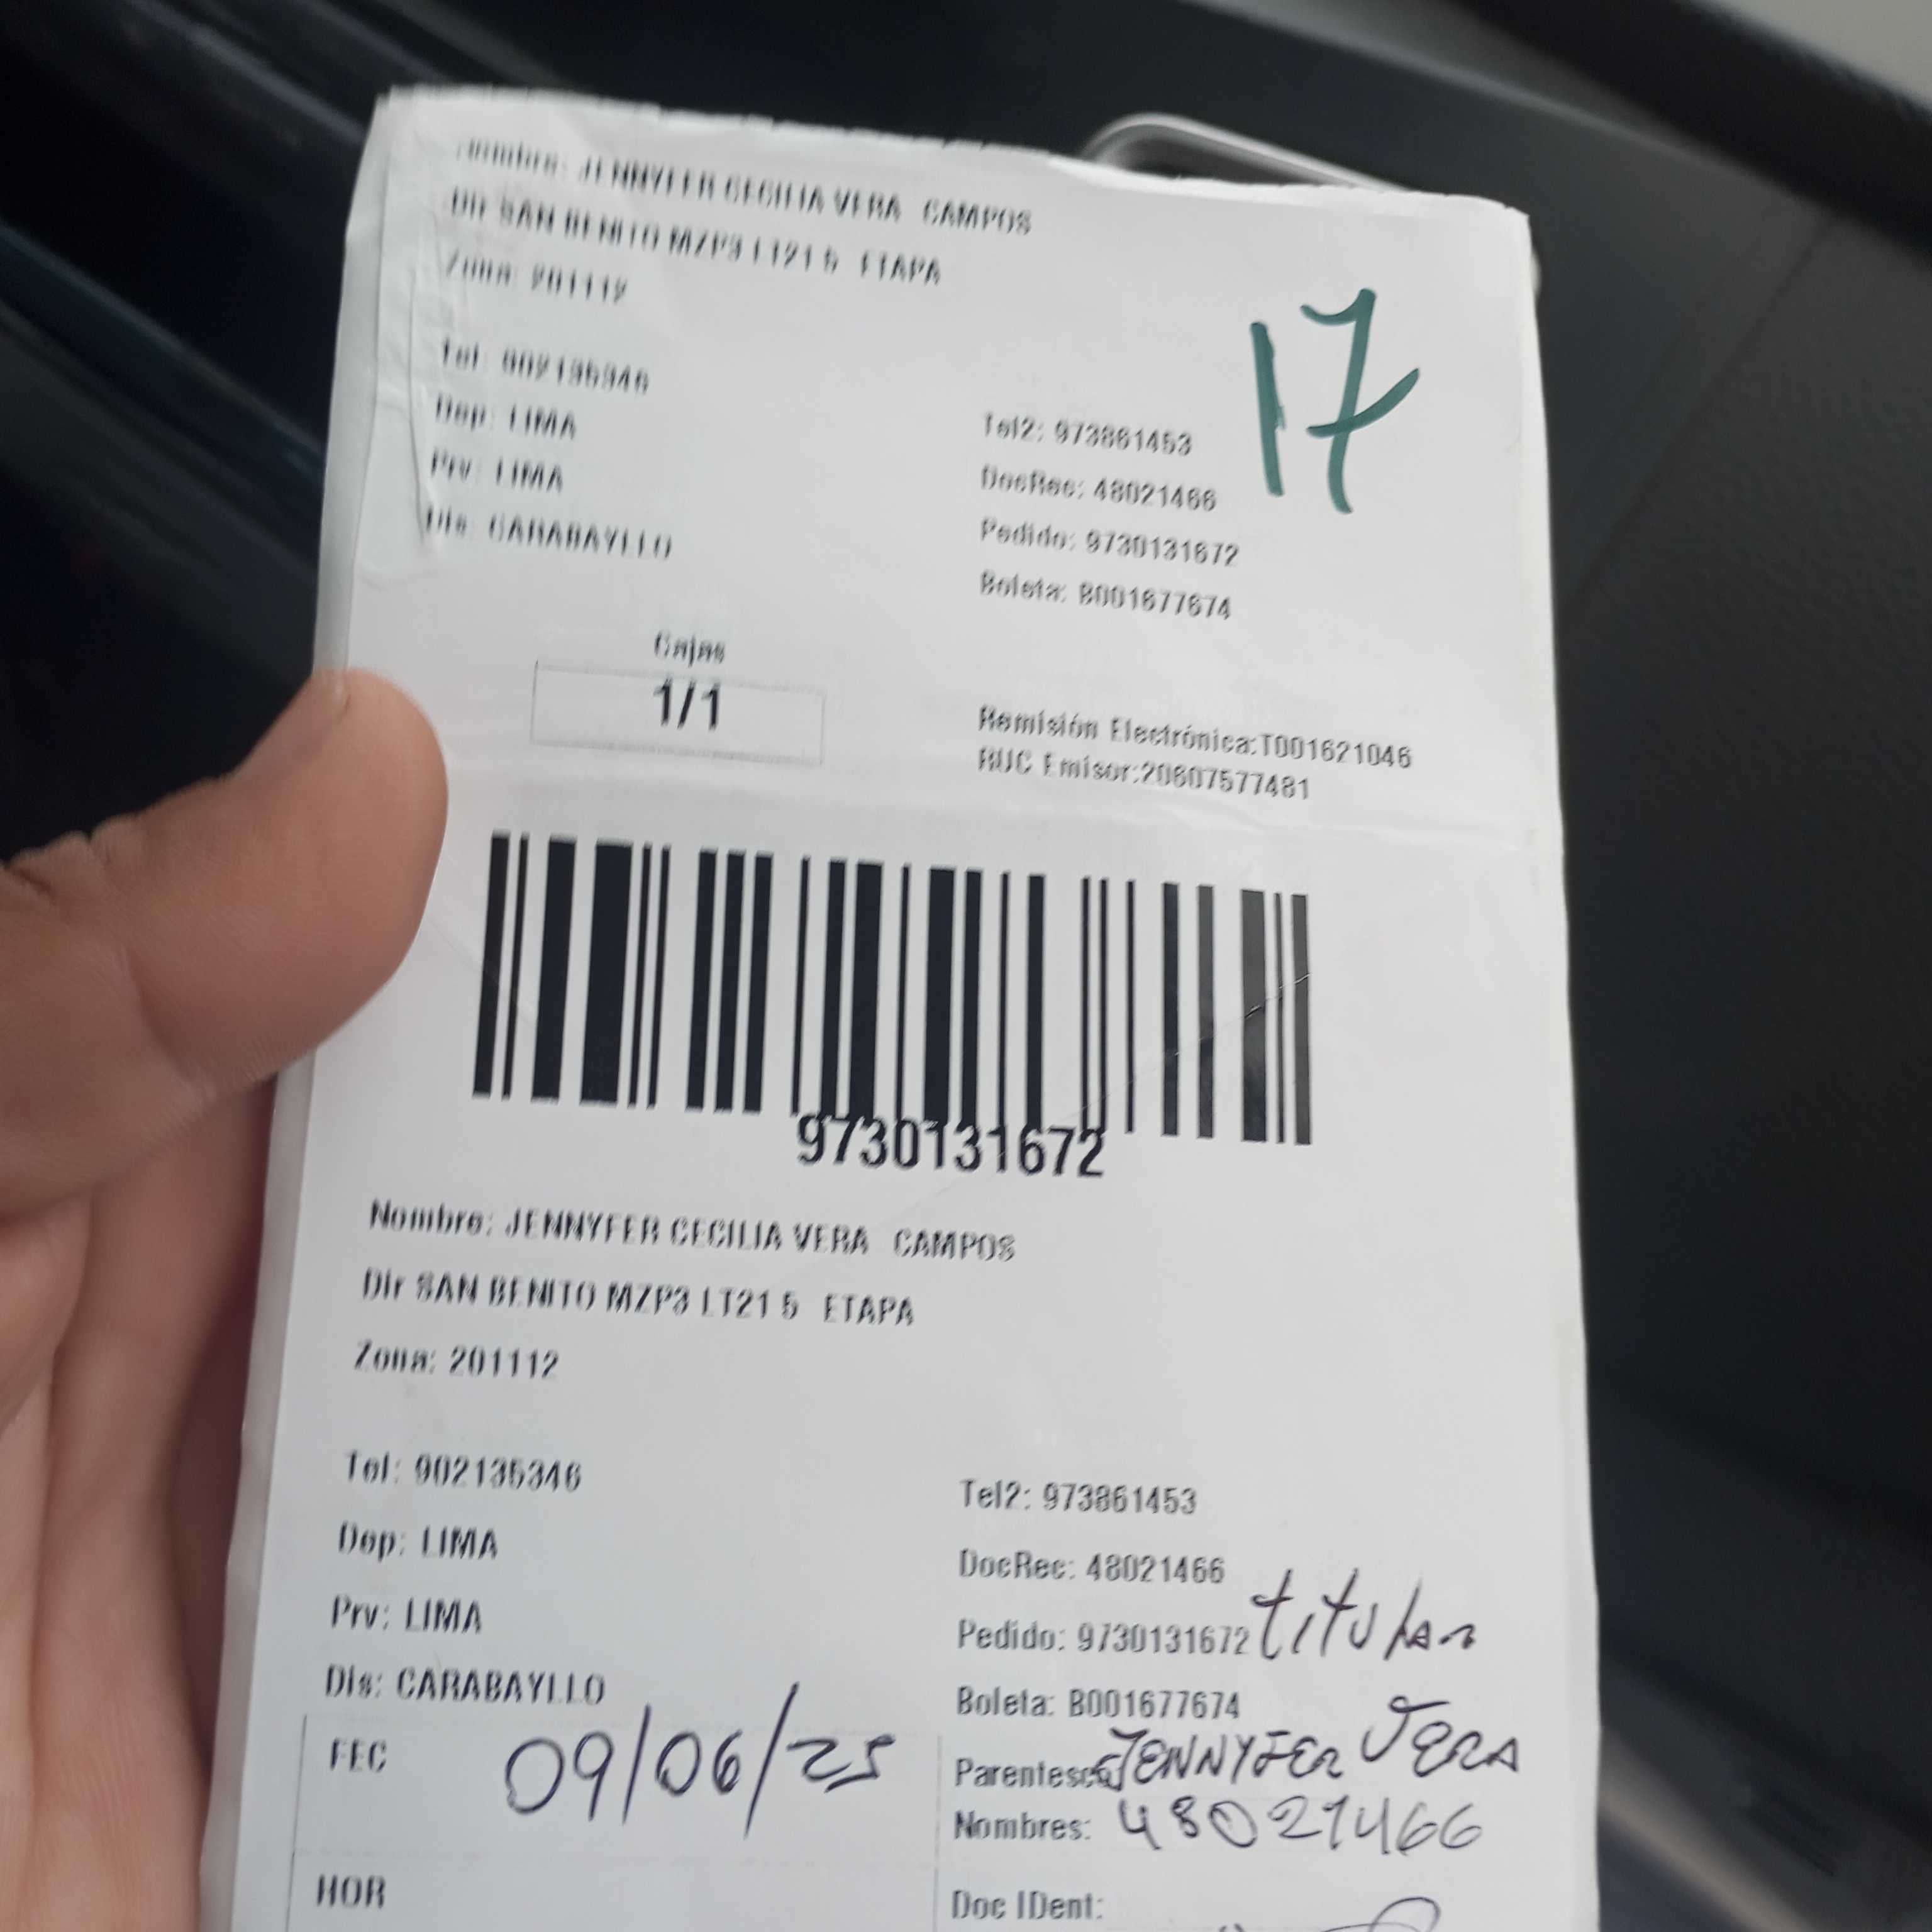 Nombre: JENNYFER CECILIA VERA CAMPOS
Dir SAN BENITO MZP3 LT21 5 ETAPA
Zona: 201112
17
Tel: 902135346
Dep: LIMA
Tel2: 973861453
Prv: LIMA
DocRec: 48021466
Dis: CARABAYLLO
Pedido: 9730131672
Boleta: B001677674
Cajas
1/1
Remisión Electrónica:T001621046
RUC Emisor:20607577481
9730131672
Nombre: JENNYFER CECILIA VERA CAMPOS
Dir SAN BENITO MZP3 LT21 5 ETAPA
Zona: 201112
Tel: 902135346
Tel2: 973861453
Dep: LIMA
DocRec: 48021466
Prv: LIMA
Pedido: 9730131672 titular
Dis: CARABAYLLO
Boleta: B001677674
FEC 09/06/25
Parentesco: JENNYFER VERA
Nombres: 48021466
HOR
Doc IDent: